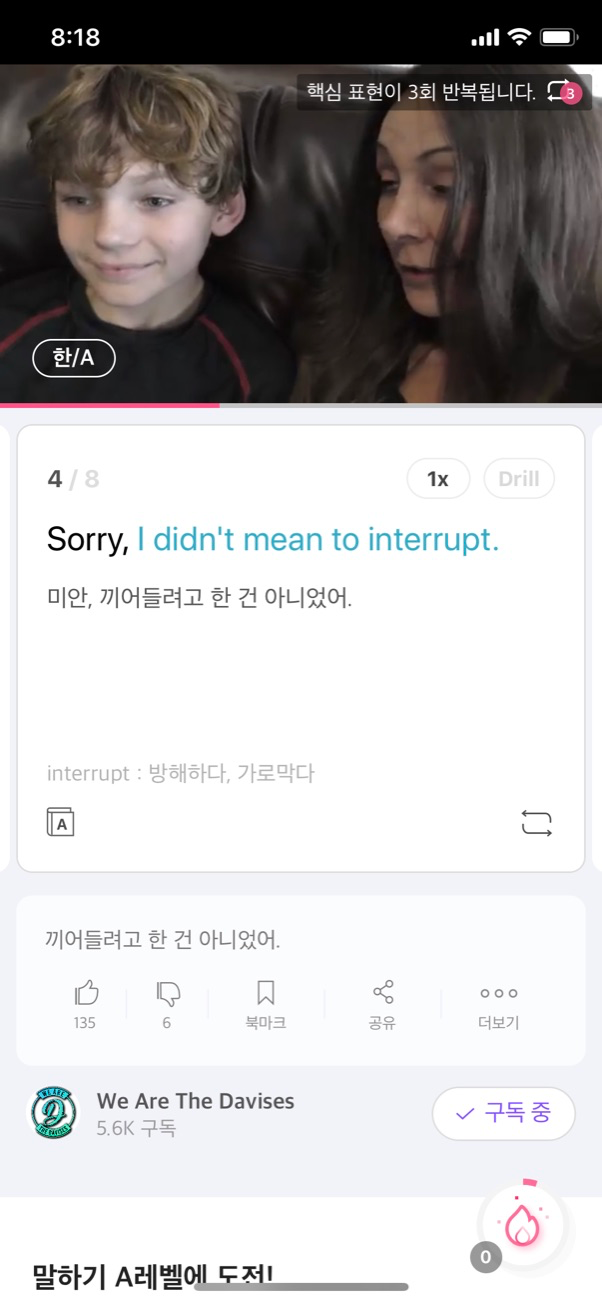 8:18
핵심 표현이 3회 반복됩니다. 3
한/A
4 / 8
1x
Drill
Sorry, I didn't mean to interrupt.
미안, 끼어들려고 한 건 아니었어.
interrupt : 방해하다, 가로막다
A
끼어들려고 한 건 아니었어.
135
6
북마크
공유
더보기
WE ARE
D
THE DAVISES
We Are The Davises
5.6K 구독
구독 중
0
말하기 A레벨에 도전!